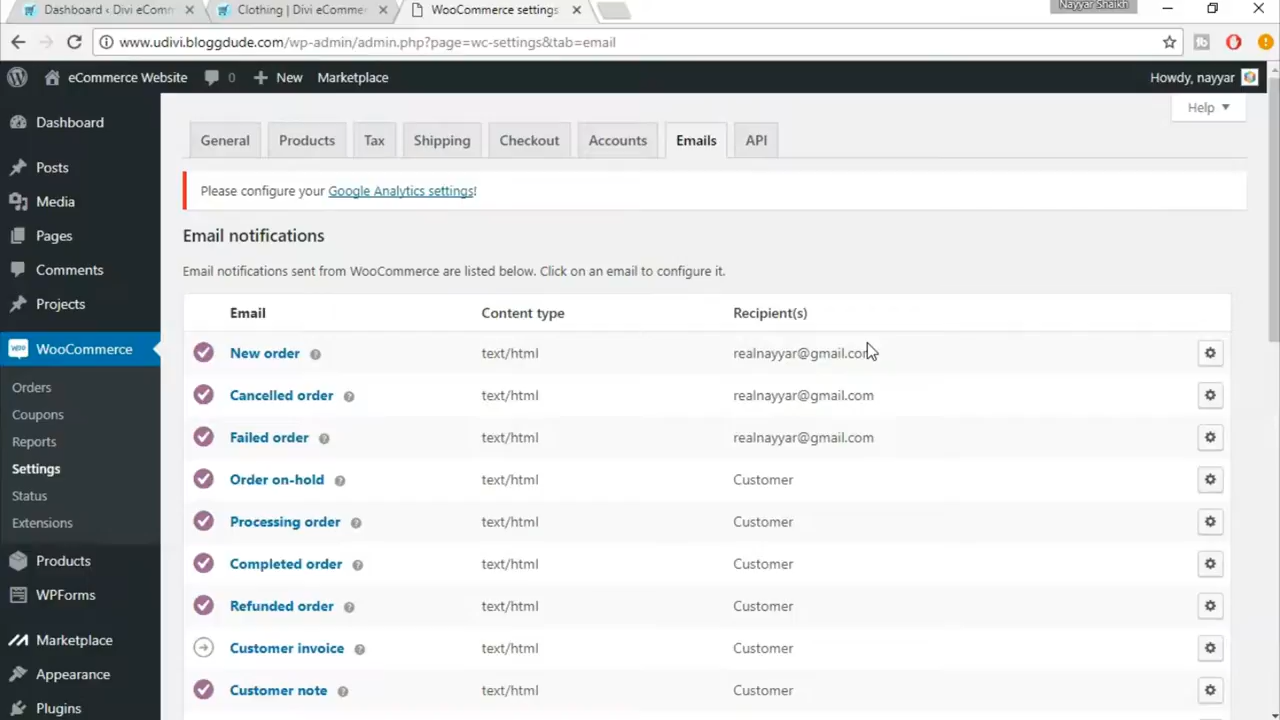 Dashboard ‹ Divi eComm
Clothing | Divi eCommer
WooCommerce settings
Nayyar Shaikh
www.udivi.bloggdude.com/wp-admin/admin.php?page=wc-settings&tab=email
eCommerce Website
0
New
Marketplace
Howdy, nayyar
Help
Dashboard
Posts
Media
Pages
Comments
Projects
WooCommerce
Orders
Coupons
Reports
Settings
Status
Extensions
Products
WPForms
Marketplace
Appearance
Plugins
General
Products
Tax
Shipping
Checkout
Accounts
Emails
API
Please configure your Google Analytics settings!
Email notifications
Email notifications sent from WooCommerce are listed below. Click on an email to configure it.
Email Content type Recipient(s)
New order text/html realnayyar@gmail.com
Cancelled order text/html realnayyar@gmail.com
Failed order text/html realnayyar@gmail.com
Order on-hold text/html Customer
Processing order text/html Customer
Completed order text/html Customer
Refunded order text/html Customer
Customer invoice text/html Customer
Customer note text/html Customer